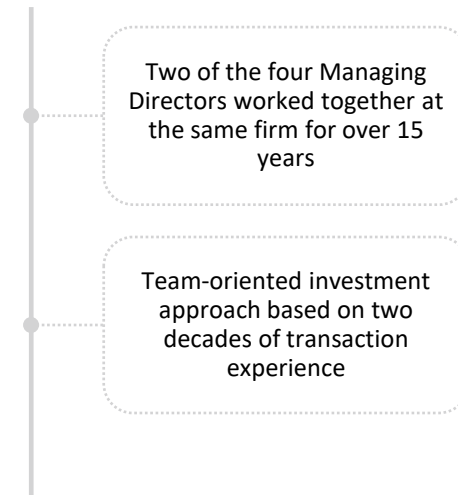 Two of the four Managing
Directors worked together at
the same firm for over 15
years
Team-oriented investment
approach based on two
decades of transaction
experience